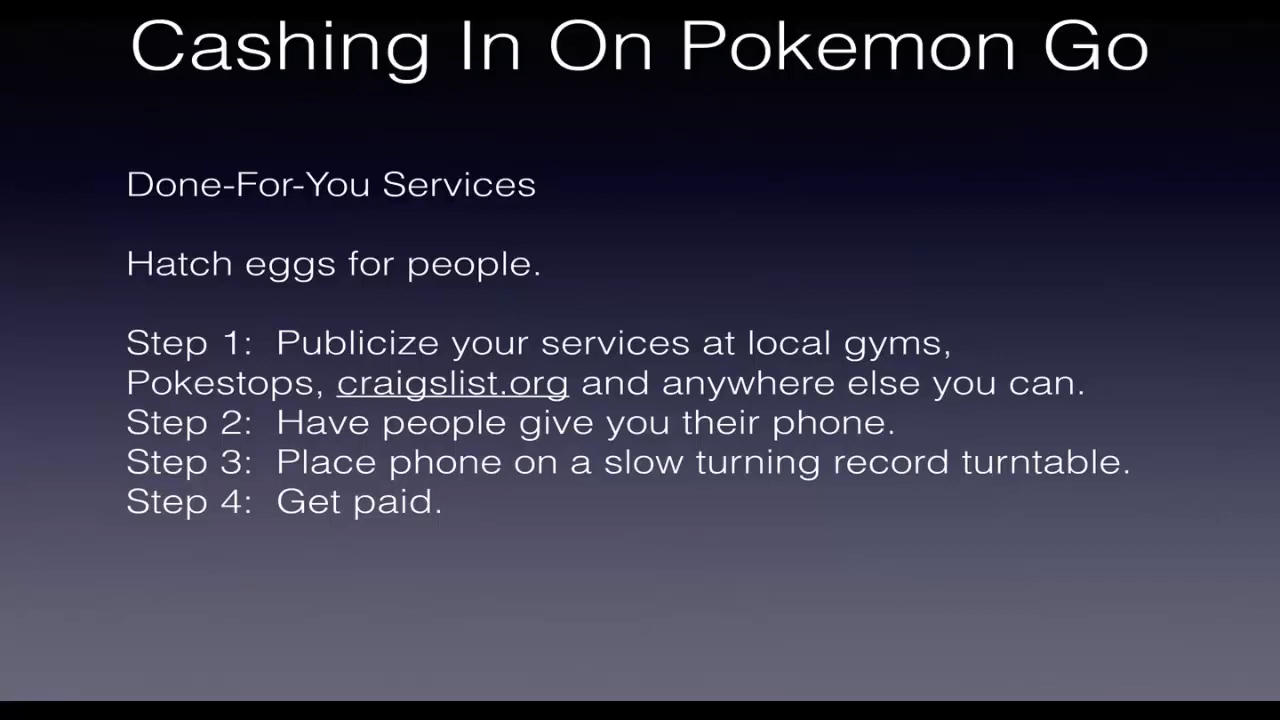 Cashing In On Pokemon Go
Done-For-You Services
Hatch eggs for people.
Step 1:  Publicize your services at local gyms,
Pokestops, craigslist.org and anywhere else you can.
Step 2:  Have people give you their phone.
Step 3:  Place phone on a slow turning record turntable.
Step 4:  Get paid.